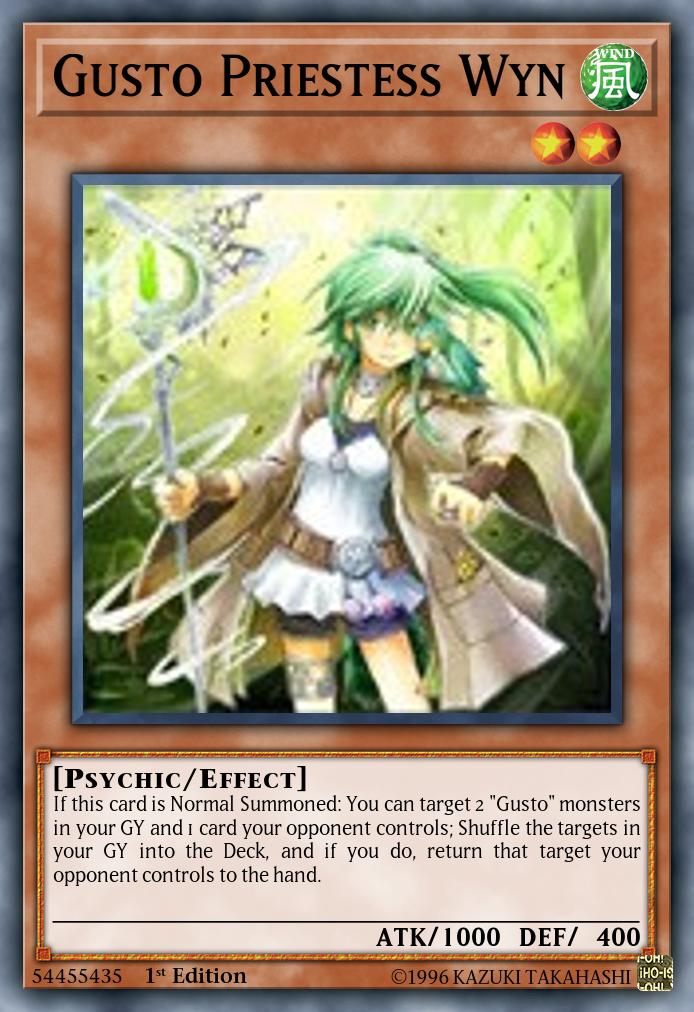 Gusto Priestess Wyn
WIND
風
[Psychic/Effect]
If this card is Normal Summoned: You can target 2 "Gusto" monsters
in your GY and 1 card your opponent controls; Shuffle the targets in
your GY into the Deck, and if you do, return that target your
opponent controls to the hand.
ATK/1000 DEF/ 400
54455435 1st Edition ©1996 KAZUKI TAKAHASHI